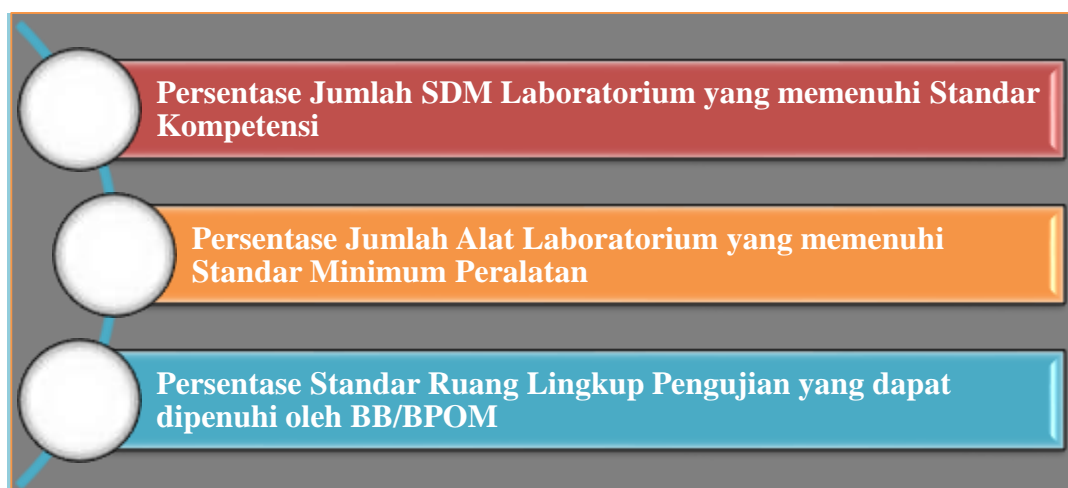 Persentase Jumlah SDM Laboratorium yang memenuhi Standar
Kompetensi
Persentase Jumlah Alat Laboratorium yang memenuhi
Standar Minimum Peralatan
Persentase Standar Ruang Lingkup Pengujian yang dapat
dipenuhi oleh BB/BPOM